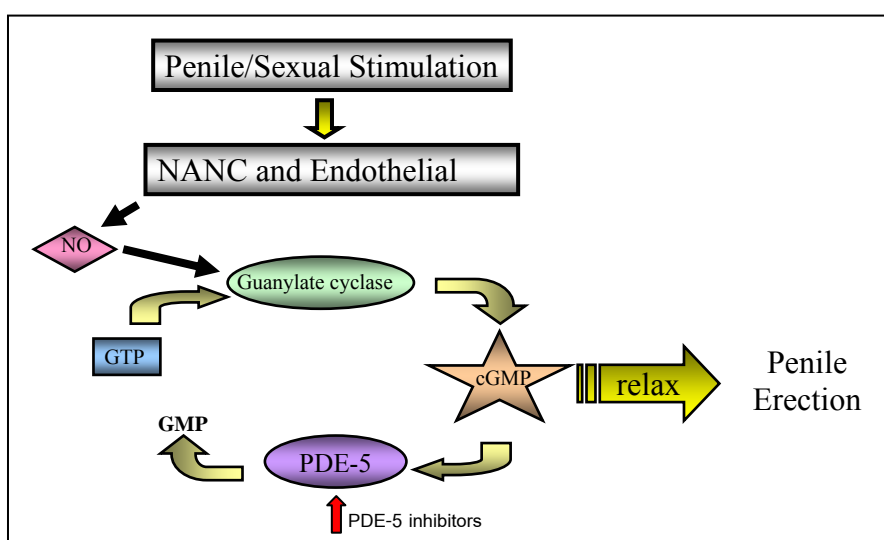 Penile/Sexual Stimulation
NANC and Endothelial
NO
Guanylate cyclase
GTP
cGMP
relax
Penile
Erection
GMP
PDE-5
PDE-5 inhibitors